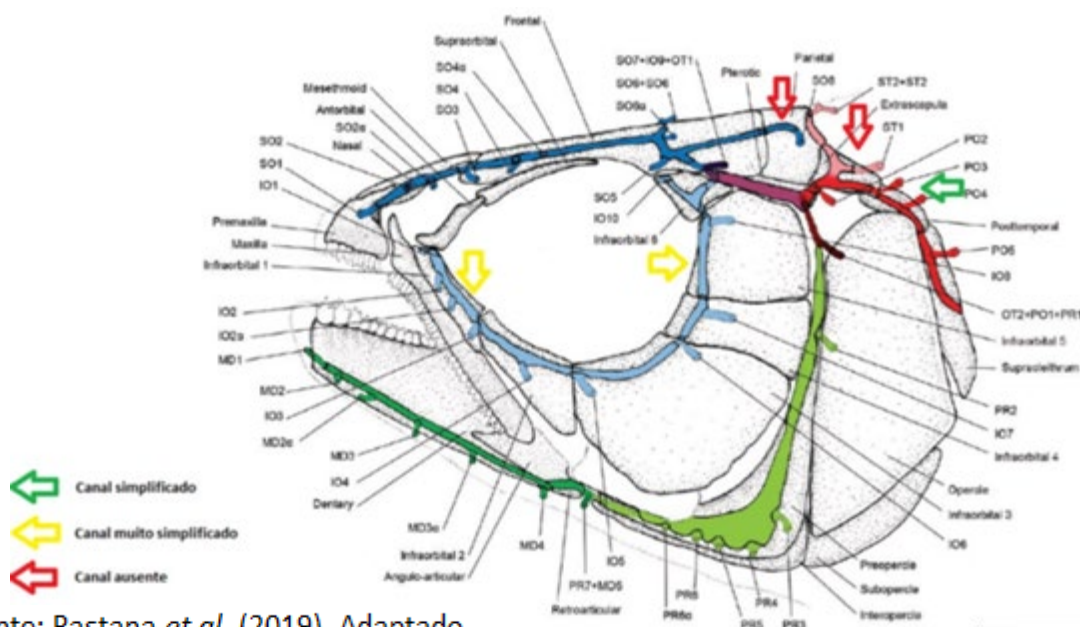 Frontal
Supraorbital
SO4a
SO4
SO3
Mesethmoid
Antorbital
SO2a
Nasal
SO2
SO1
IO1
Premaxilla
Maxilla
Infraorbital 1
IO2
IO2a
MD1
MD2
IO3
MD2a
MD3
IO4
Dentary
MD3a
Infraorbital 2
Angulo-articular
MD4
Retroarticular
PR7+MD5
IO5
PR6a
PR6
PR5
PR4
PR3
SO7+IO9+OT1
SO6+SO6
SO6a
Pterotic
Parietal
SO8
ST2+ST2
Extrascapula
ST1
PO2
PO3
PO4
Posttemporal
PO5
IO8
OT2+PO1+PR1
Infraorbital 5
Supracleithrum
PR2
IO7
Infraorbital 4
Opercle
Infraorbital 3
IO6
Preopercle
Subopercle
Interopercle
SO5
IO10
Infraorbital 6
Canal simplificado
Canal muito simplificado
Canal ausente
nte: Pastana et al. (2019). Adaptado